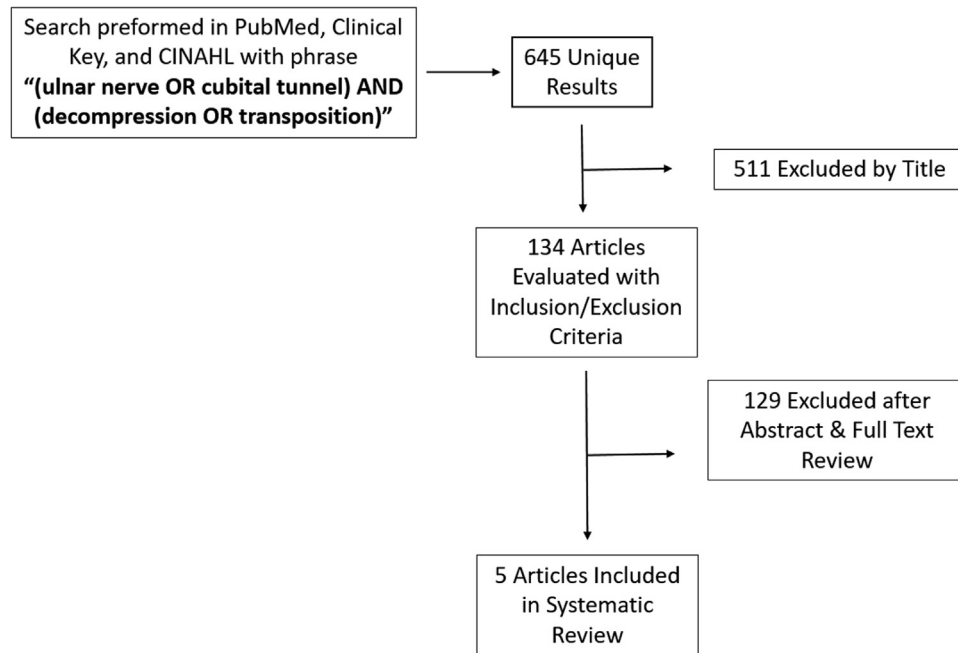 Search preformed in PubMed, Clinical
Key, and CINAHL with phrase
“(ulnar nerve OR cubital tunnel) AND
(decompression OR transposition)”
645 Unique
Results
511 Excluded by Title
134 Articles
Evaluated with
Inclusion/Exclusion
Criteria
129 Excluded after
Abstract & Full Text
Review
5 Articles Included
in Systematic
Review